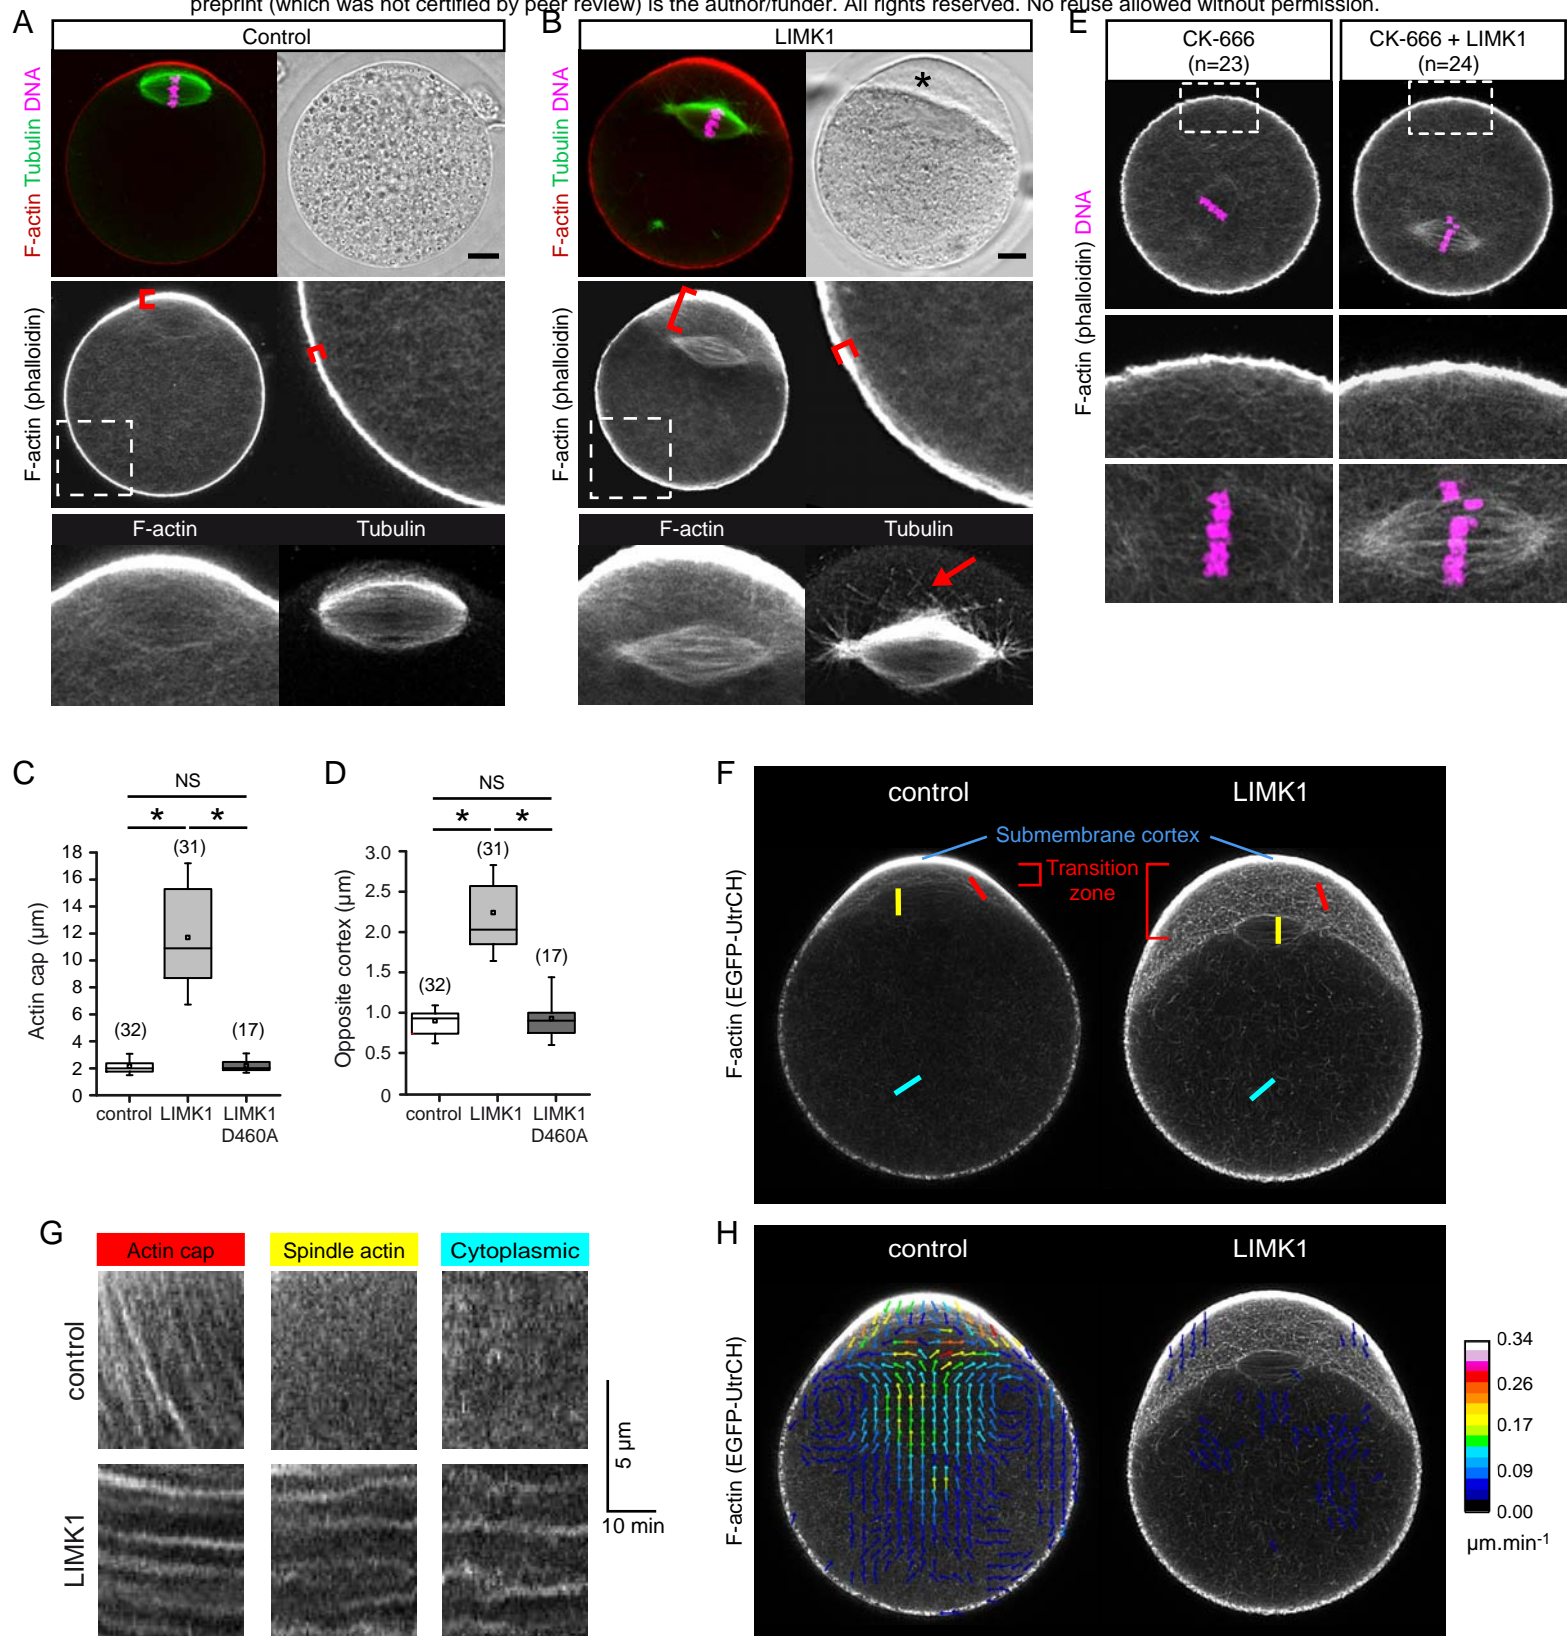 preprint (which was not certified by peer review) is the author/funder. All rights reserved. No reuse allowed without permission.
A
Control
F-actin Tubulin DNA
F-actin (phalloidin)
F-actin
Tubulin
B
LIMK1
*
F-actin Tubulin DNA
F-actin (phalloidin)
F-actin
Tubulin
E
CK-666
(n=23)
CK-666 + LIMK1
(n=24)
F-actin (phalloidin) DNA
C
NS
* *
(31)
(32)
(17)
Actin cap (µm)
18
16
14
12
10
8
6
4
2
0
control LIMK1 LIMK1
D460A
D
NS
* *
(31)
(32)
(17)
Opposite cortex (µm)
3.0
2.5
2.0
1.5
1.0
0.5
0
control LIMK1 LIMK1
D460A
F
control
LIMK1
Submembrane cortex
Transition
zone
F-actin (EGFP-UtrCH)
G
Actin cap
Spindle actin
Cytoplasmic
control
LIMK1
5 µm
10 min
H
control
LIMK1
F-actin (EGFP-UtrCH)
0.34
0.26
0.17
0.09
0.00
µm.min-1